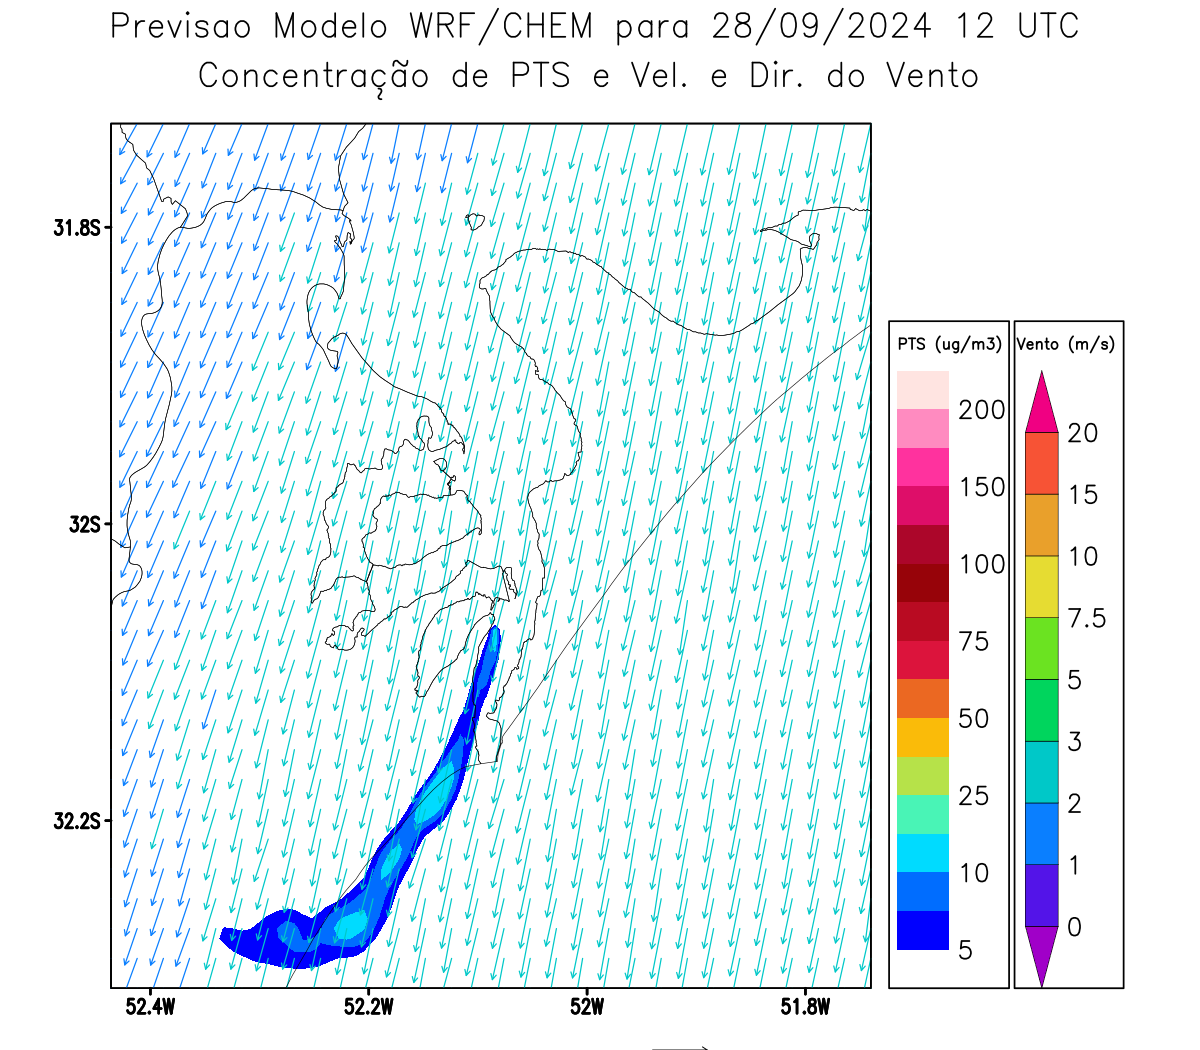 Previsao Modelo WRF/CHEM para 28/09/2024 12 UTC
Concentração de PTS e Vel. e Dir. do Vento
31.8S
32S
32.2S
52.4W
52.2W
52W
51.8W
PTS (ug/m3)
200
150
100
75
50
25
10
5
Vento (m/s)
20
15
10
7.5
5
3
2
1
0